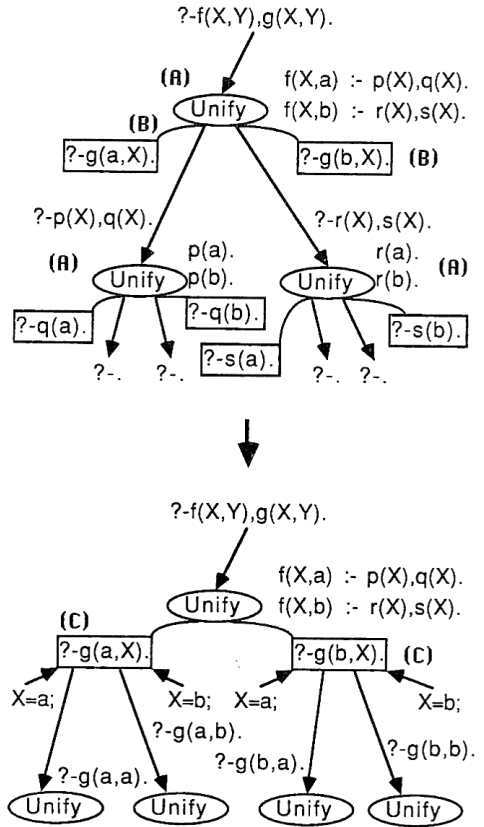 ?-f(X,Y),g(X,Y).
(A)
f(X,a) :- p(X),q(X).
Unify
f(X,b) :- r(X),s(X).
(B)
?-g(a,X).
?-g(b,X).
(B)
?-p(X),q(X).
?-r(X),s(X).
(A)
p(a).
r(a).
(A)
Unify
p(b).
Unify
r(b).
?-q(a).
?-q(b).
?-s(a).
?-s(b).
?-.
?-.
?-.
?-.
?-f(X,Y),g(X,Y).
f(X,a) :- p(X),q(X).
Unify
f(X,b) :- r(X),s(X).
(C)
?-g(a,X).
?-g(b,X).
(C)
X=a;
X=b;
X=a;
X=b;
?-g(a,b).
?-g(b,a).
?-g(b,b).
?-g(a,a).
Unify
Unify
Unify
Unify